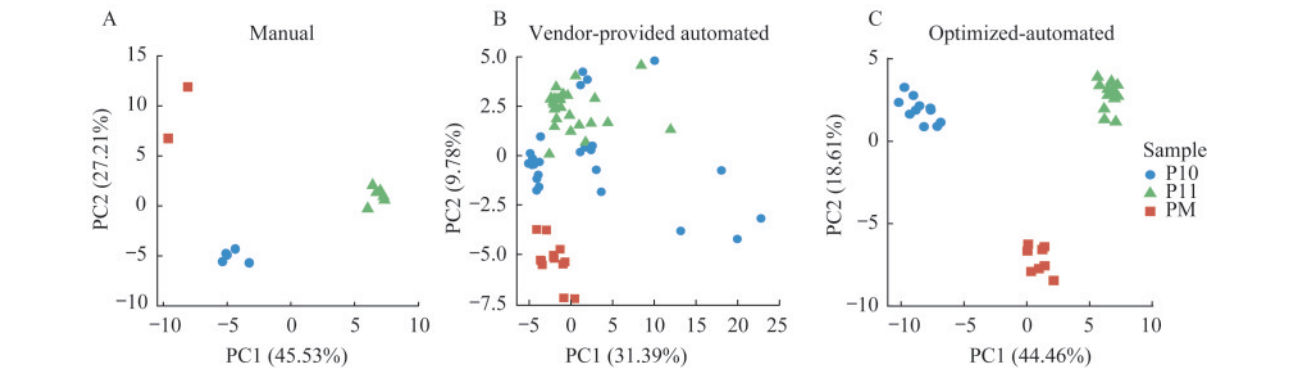 A
Manual
15
10
5
0
−5
−10
PC2 (27.21%)
−10 −5 0 5 10
PC1 (45.53%)
B
Vendor-provided automated
5.0
2.5
0
−2.5
−5.0
−7.5
PC2 (9.78%)
−5 0 5 10 15 20 25
PC1 (31.39%)
C
Optimized-automated
5
0
−5
−10
PC2 (18.61%)
−10 −5 0 5 10
PC1 (44.46%)
Sample
P10
P11
PM